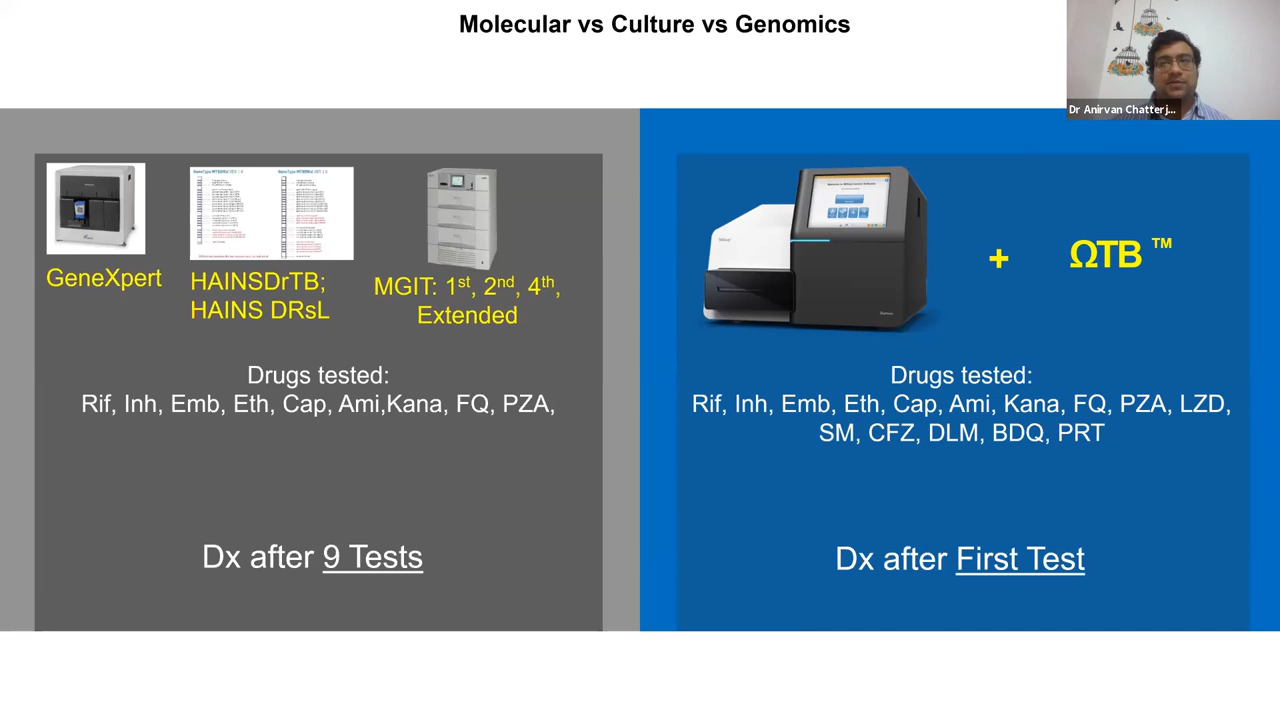 Molecular vs Culture vs Genomics
Dr Anirvan Chatterj...
GeneXpert
HAINSDrTB;
HAINS DRsL
MGIT: 1st, 2nd, 4th,
Extended
Drugs tested:
Rif, Inh, Emb, Eth, Cap, Ami,Kana, FQ, PZA,
Dx after 9 Tests
+
ΩTB ™
Drugs tested:
Rif, Inh, Emb, Eth, Cap, Ami, Kana, FQ, PZA, LZD,
SM, CFZ, DLM, BDQ, PRT
Dx after First Test